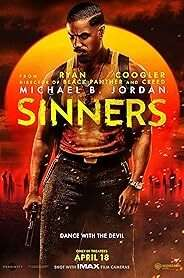 FROM RYAN COOGLER
DIRECTOR OF BLACK PANTHER AND CREED
MICHAEL B. JORDAN
SINNERS
DANCE WITH THE DEVIL
ONLY IN THEATERS
APRIL 18
SHOT WITH IMAX FILM CAMERAS